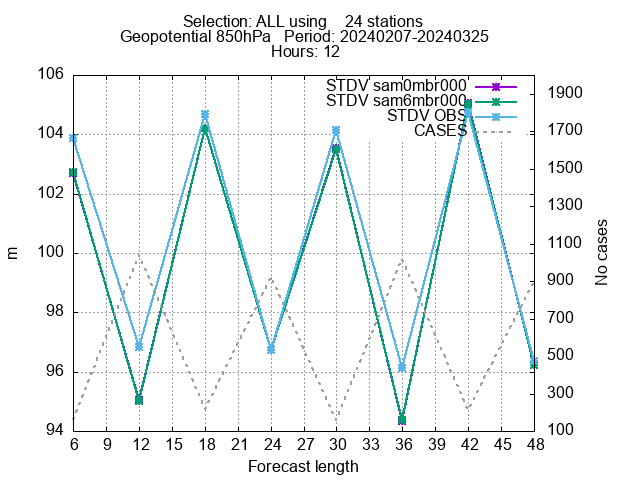 Selection: ALL using    24 stations
Geopotential 850hPa   Period: 20240207-20240325
Hours: 12
STDV sam0mbr000
STDV sam6mbr000
STDV OBS
CASES
106
104
102
100
98
96
94
m
1900
1700
1500
1300
1100
900
700
500
300
100
No cases
6 9 12 15 18 21 24 27 30 33 36 39 42 45 48
Forecast length